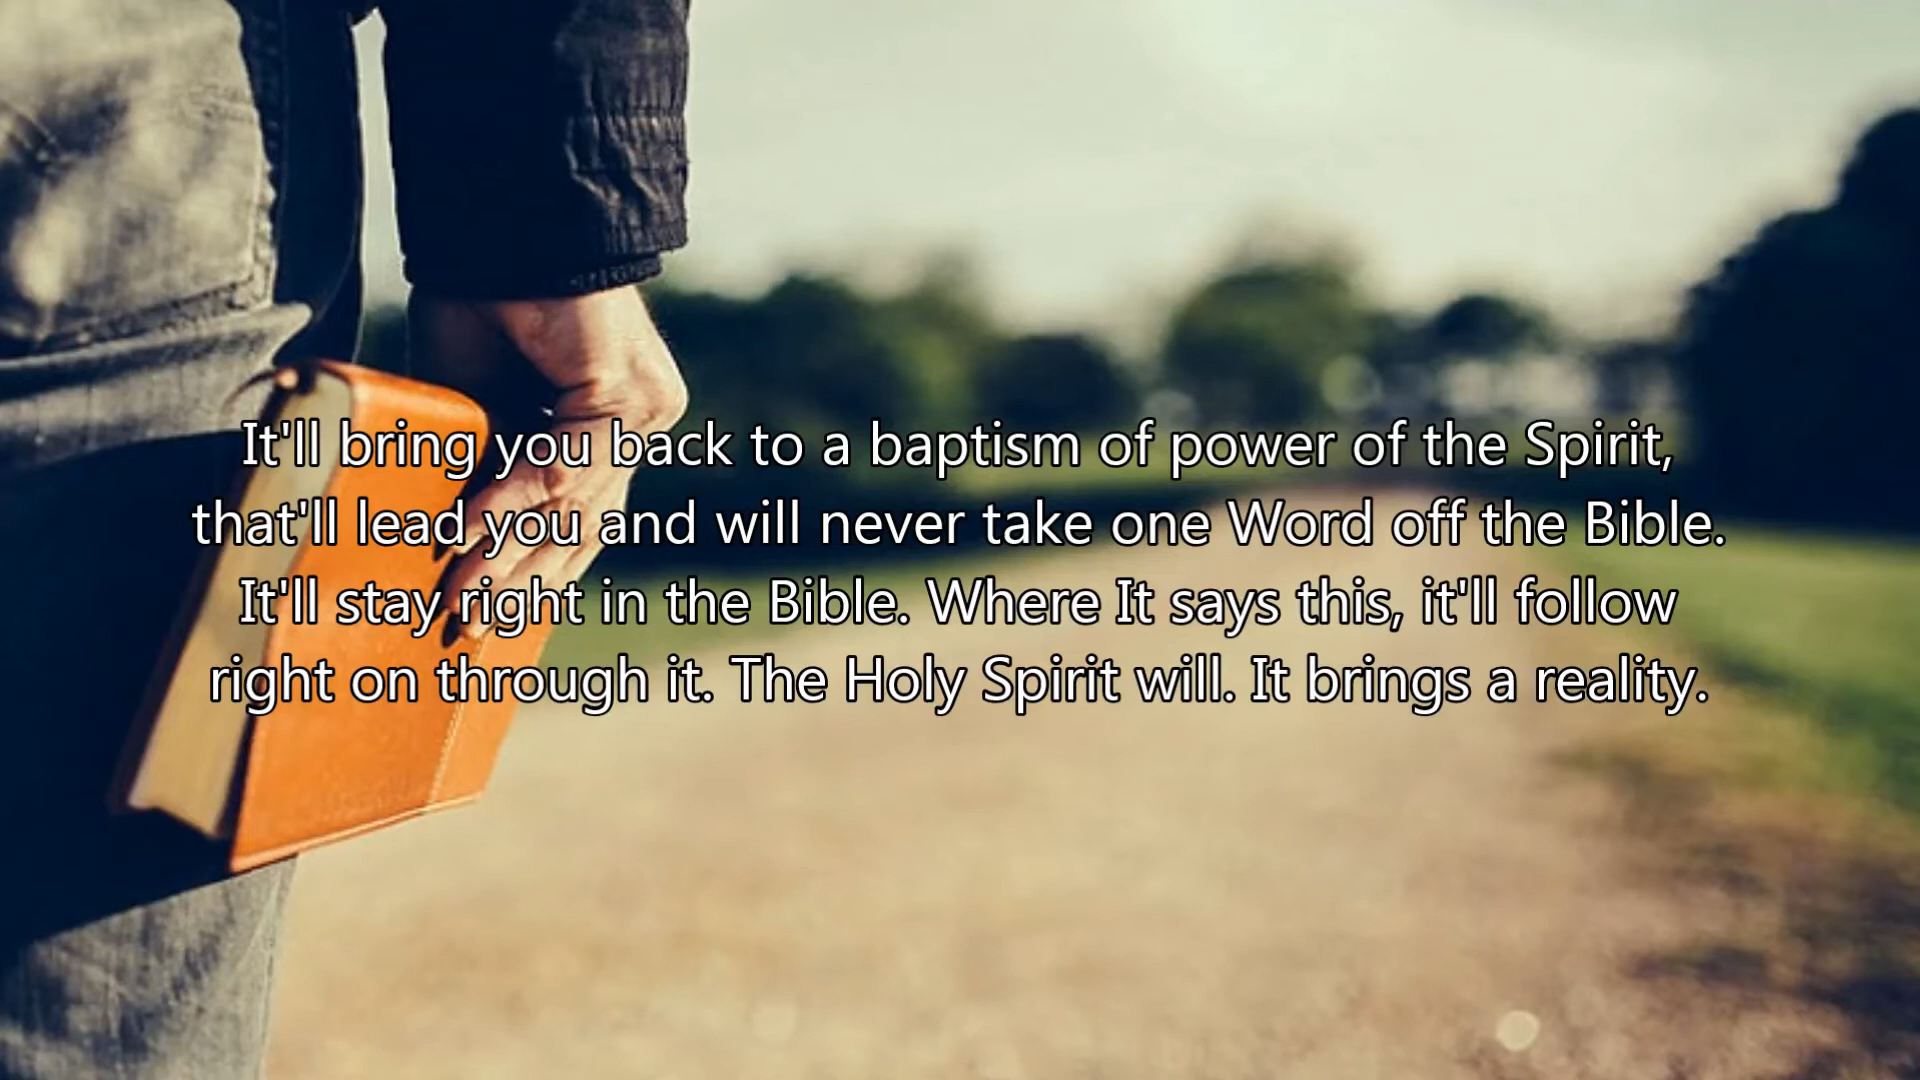 It'll bring you back to a baptism of power of the Spirit,
that'll lead you and will never take one Word off the Bible.
It'll stay right in the Bible. Where It says this, it'll follow
right on through it. The Holy Spirit will. It brings a reality.